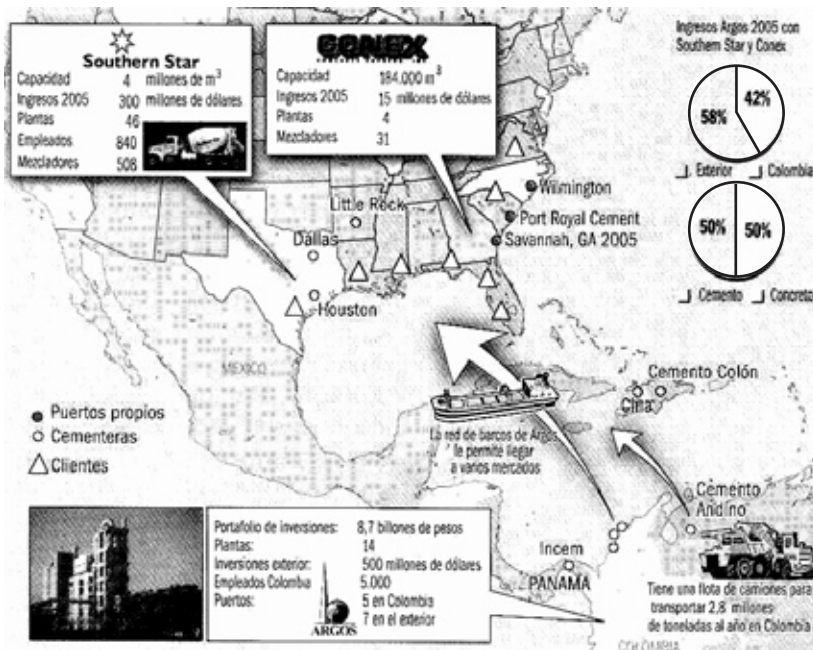 Southern Star
Capacidad 4 millones de m³
Ingresos 2005 300 millones de dólares
Plantas 46
Empleados 840
Mezcladores 508
CONEX
Capacidad 184.000 m³
Ingresos 2005 15 millones de dólares
Plantas 4
Mezcladores 31
Ingresos Argos 2005 con
Southern Star y Conex
58% 42%
Exterior Colombia
50% 50%
Cemento Concreto
Wilmington
Little Rock
Port Royal Cement
Savannah, GA 2005
Dallas
Houston
MÉXICO
Puertos propios
Cementeras
Clientes
Cemento Colón
Cina
La red de barcos de Argos
le permite llegar
a varios mercados
Cemento
Andino
Incem
PANAMA
Portafolio de inversiones: 8,7 billones de pesos
Plantas: 14
Inversiones exterior: 500 millones de dólares
Empleados Colombia 5.000
Puertos: 5 en Colombia
7 en el exterior
ARGOS
Tiene una flota de camiones para
transportar 2,8 millones
de toneladas al año en Colombia
COLOMBIA